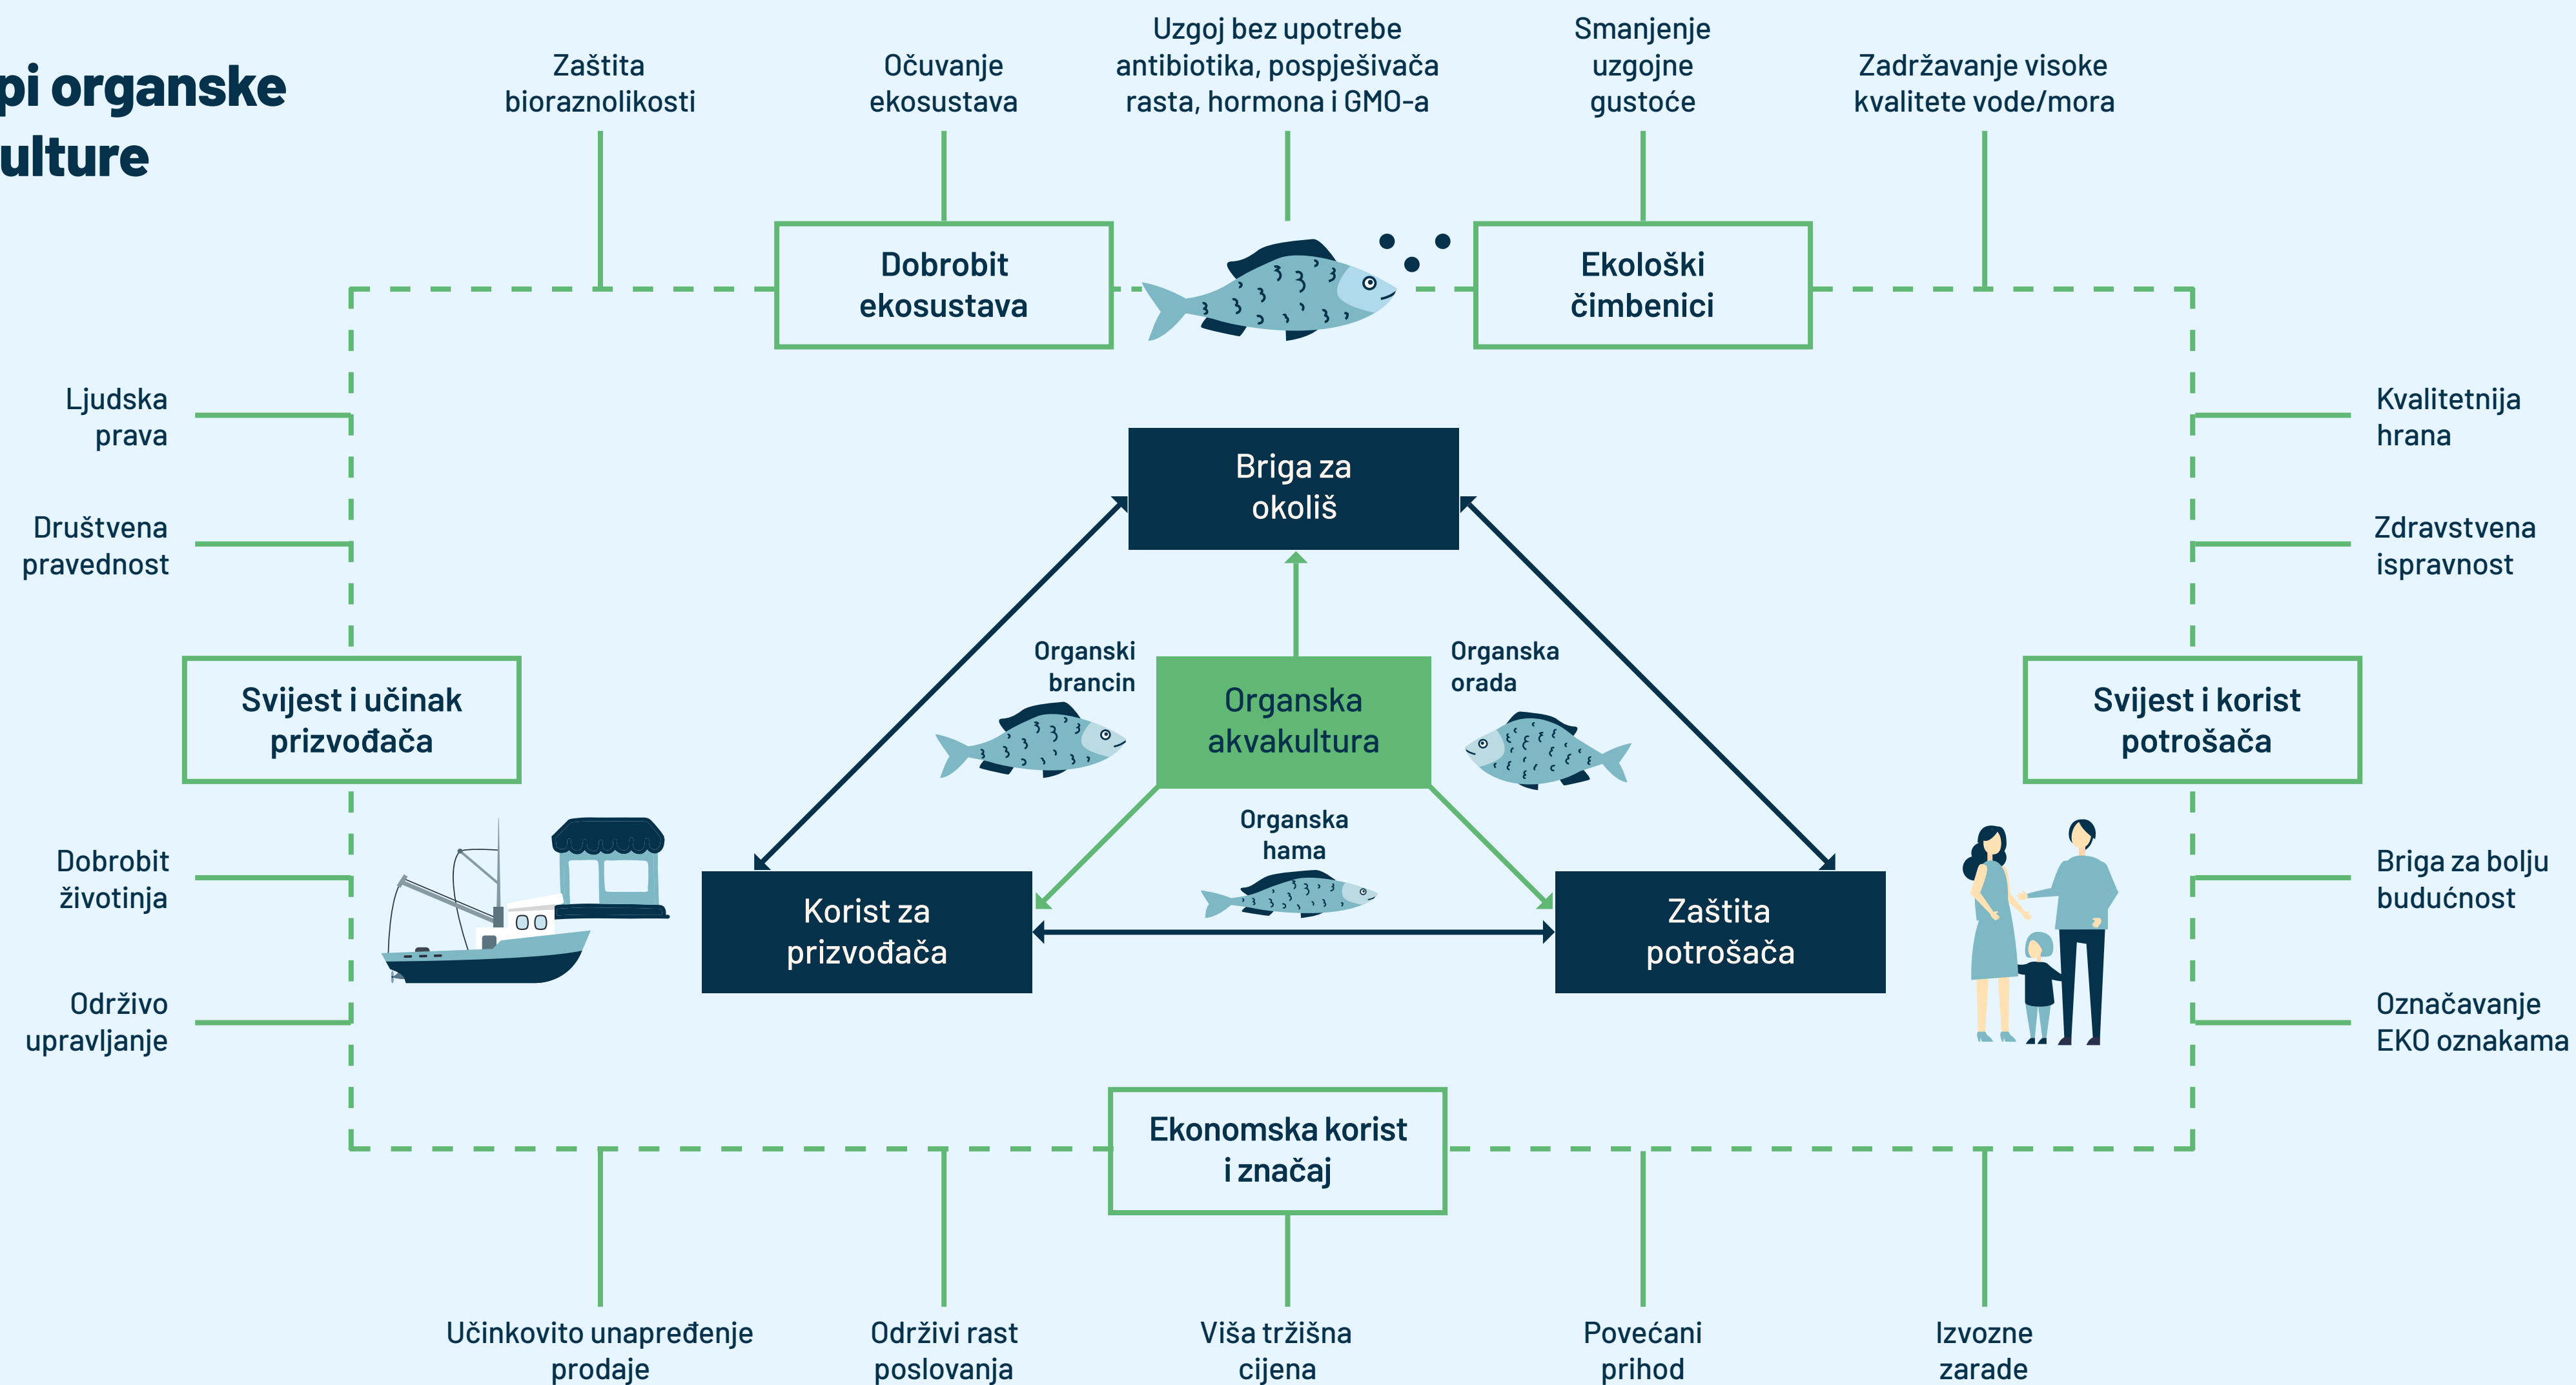 pi organske
ulture
Zaštita
bioraznolikosti
Očuvanje
ekosustava
Uzgoj bez upotrebe
antibiotika, pospješivača
rasta, hormona i GMO-a
Smanjenje
uzgojne
gustoće
Zadržavanje visoke
kvalitete vode/mora
Dobrobit
ekosustava
Ekološki
čimbenici
Ljudska
prava
Društvena
pravednost
Svijest i učinak
prizvođača
Dobrobit
životinja
Održivo
upravljanje
Briga za
okoliš
Organski
brancin
Organska
akvakultura
Organska
orada
Organska
hama
Korist za
prizvođača
Zaštita
potrošača
Kvalitetnija
hrana
Zdravstvena
ispravnost
Svijest i korist
potrošača
Briga za bolju
budućnost
Označavanje
EKO oznakama
Ekonomska korist
i značaj
Učinkovito unapređenje
prodaje
Održivi rast
poslovanja
Viša tržišna
cijena
Povećani
prihod
Izvozne
zarade